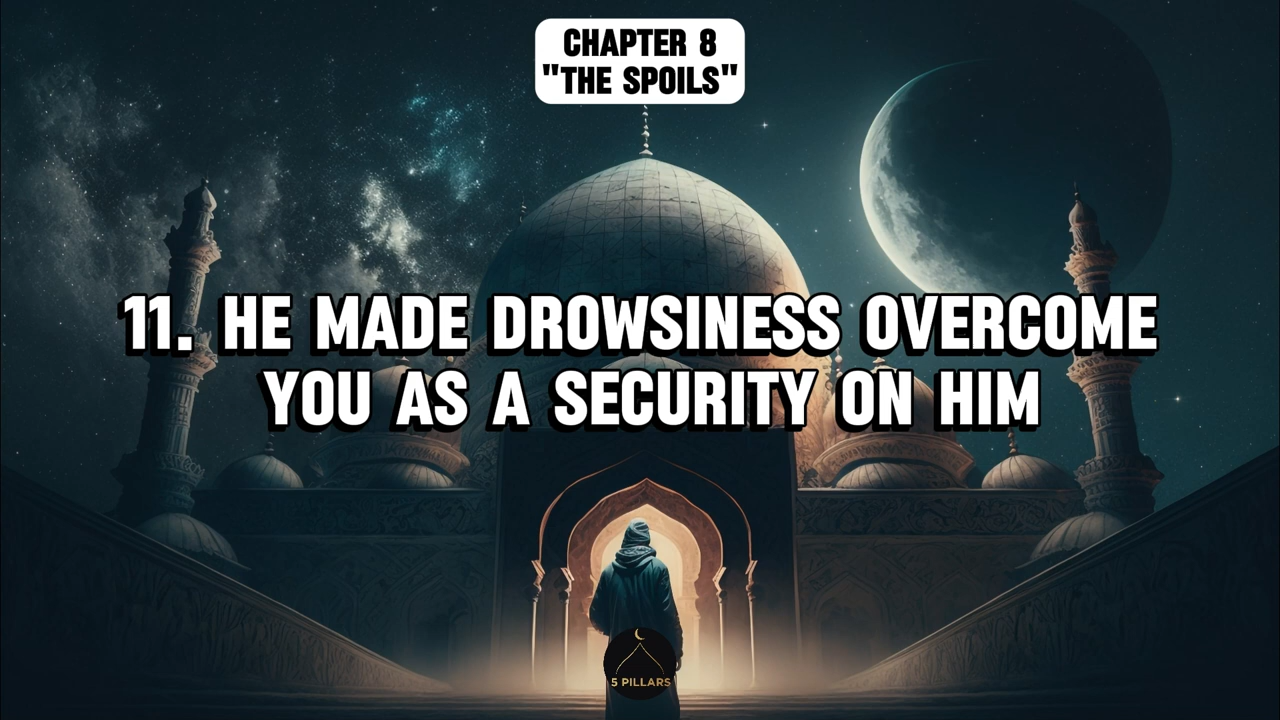 CHAPTER 8
"THE SPOILS"
11. HE MADE DROWSINESS OVERCOME
YOU AS A SECURITY ON HIM
5 PILLARS